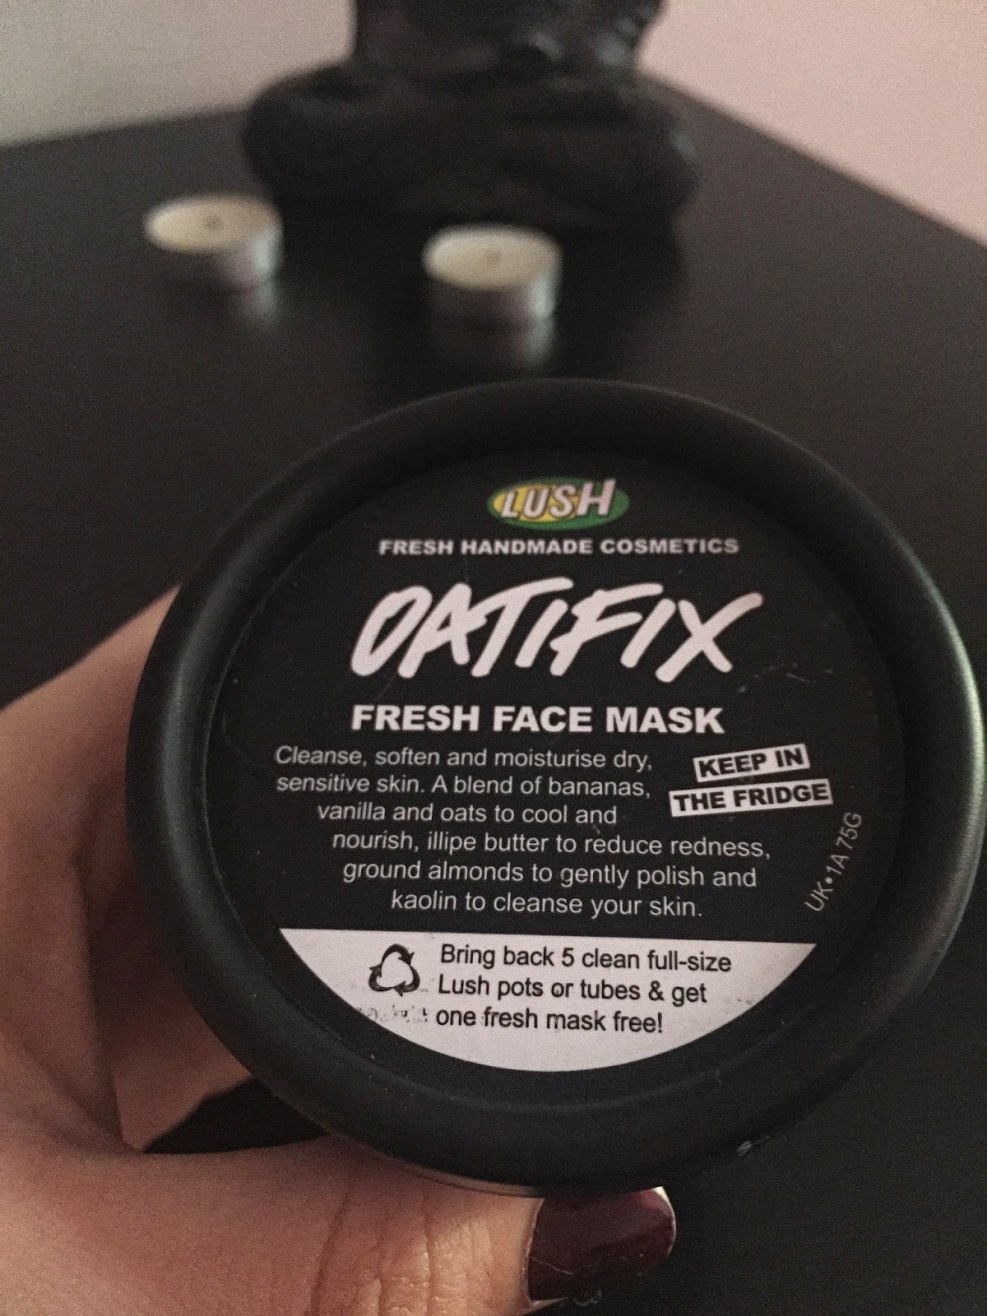 LUSH
FRESH HANDMADE COSMETICS
OATIFIX
FRESH FACE MASK
Cleanse, soften and moisturise dry,
sensitive skin. A blend of bananas,
vanilla and oats to cool and
nourish, illipe butter to reduce redness,
ground almonds to gently polish and
kaolin to cleanse your skin.
KEEP IN
THE FRIDGE
UK•1A 75G
Bring back 5 clean full-size
Lush pots or tubes & get
one fresh mask free!